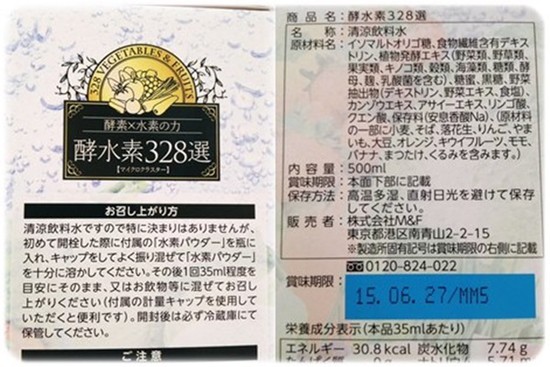 328 VEGETABLES & FRUITS
酵素×水素の力
酵水素328選
【マイクロクラスター】
お召し上がり方
清涼飲料水ですので特に決まりはありませんが、
初めて開栓した際に付属の「水素パウダー」を瓶に
入れ、キャップをしてよく振り混ぜて「水素パウダー」
を十分に溶かしてください。その後1回35ml程度を
目安にそのまま、又はお飲物等に混ぜてお召し
上がりください(付属の計量キャップを使用して
いただくと便利です)。開封後は必ず冷蔵庫にて
保管してください。
ご注意
商品名:酵水素328選
名称:清涼飲料水
原材料名:イソマルトオリゴ糖、食物繊維含有デキス
トリン、植物発酵エキス(野菜類、野草類、
果実類、キノコ類、穀類、海藻類、糖類、酵
母、麹、乳酸菌を含む)、糖蜜、黒糖、野菜
抽出物(デキストリン、野菜エキス、食塩)、
カンゾウエキス、アサイーエキス、リンゴ酸、
クエン酸、保存料(安息香酸Na)、(原材料
の一部に小麦、そば、落花生、りんご、やま
いも、大豆、オレンジ、キウイフルーツ、モモ、
バナナ、まつたけ、くるみを含みます。)
内容量:500ml
賞味期限:本面下部に記載
保存方法:高温多湿、直射日光を避けて保存
してください。
販売者:株式会社M&F
東京都港区南青山2-2-15
※製造所固有記号は賞味期限の右側に記載
0120-824-022
賞味期限:
15.06.27/MM5
栄養成分表示(本品35mlあたり)
エネルギー 30.8kcal 炭水化物 7.74g
たんぱく質 0g ナトリウム 5.71m